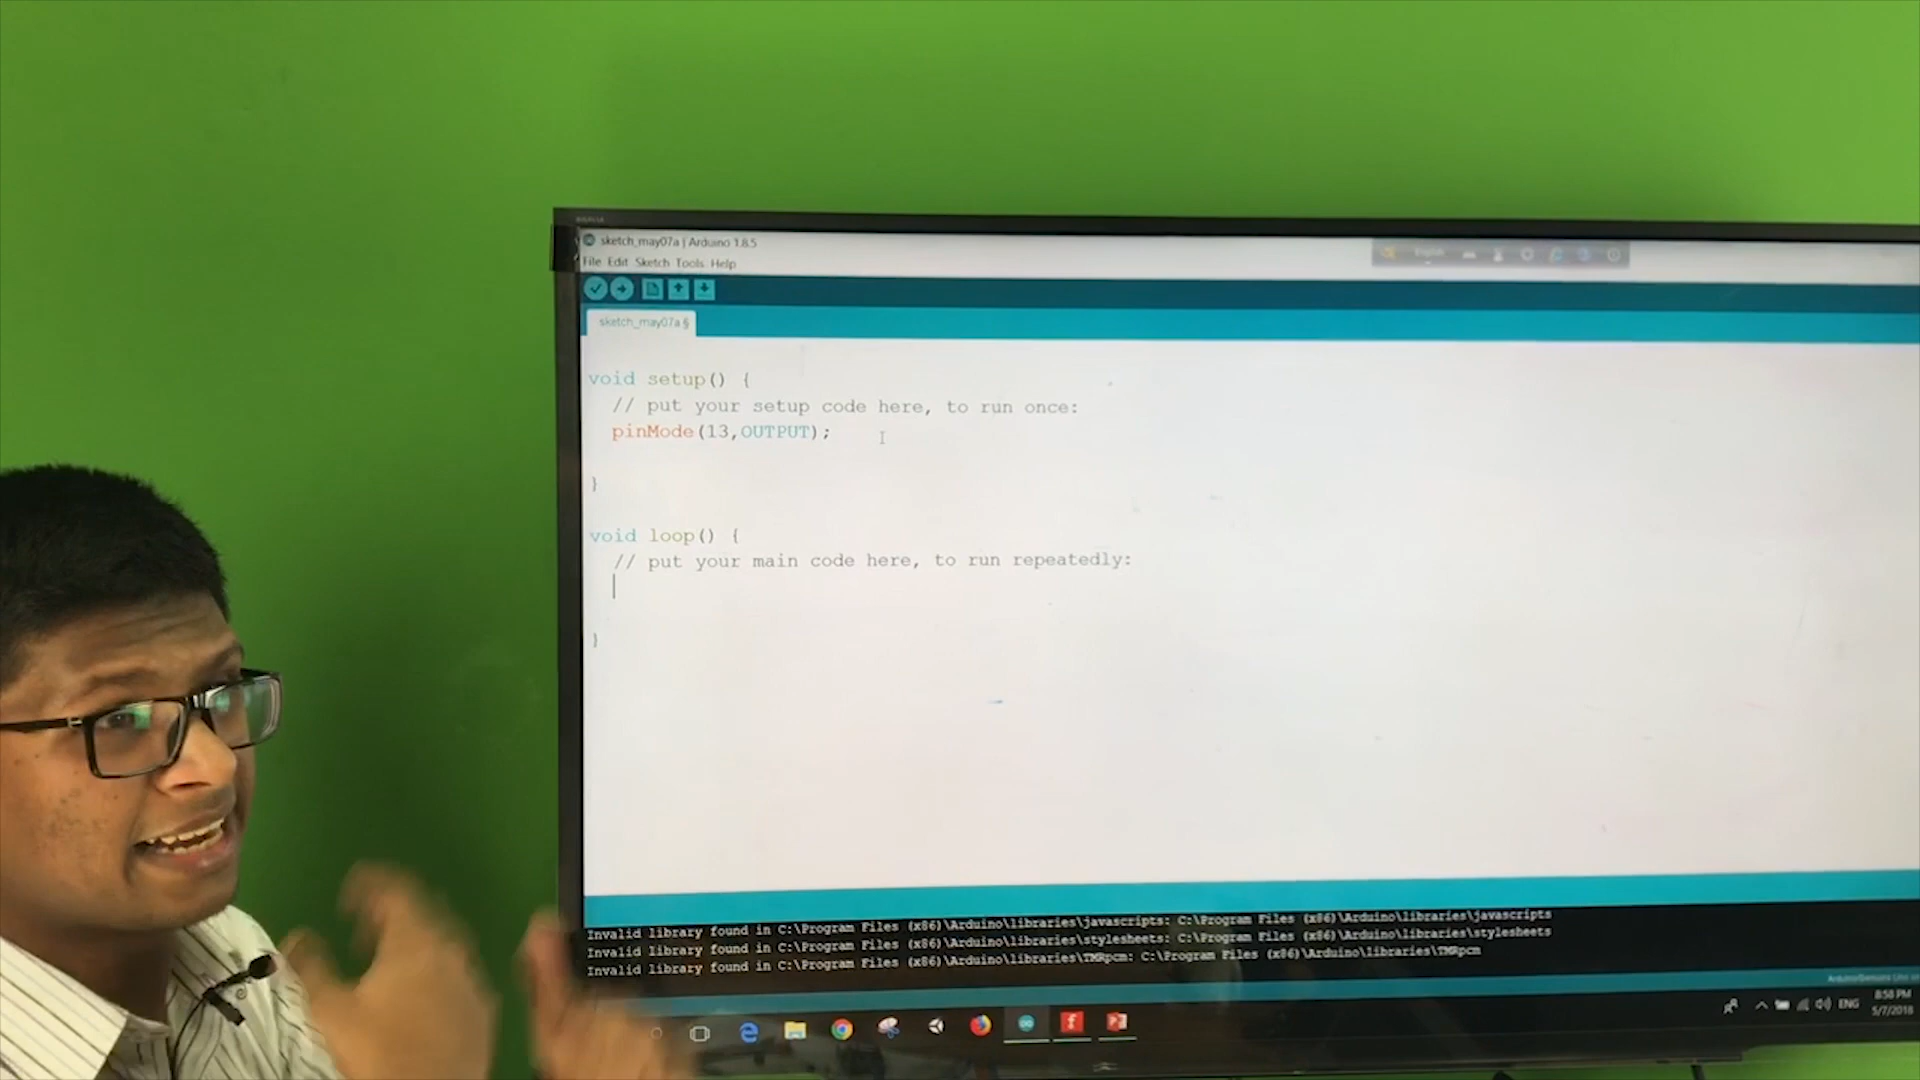 sketch_may07a | Arduino 1.8.5
English
File Edit Sketch Tools Help
sketch_may07a §
void setup() {
// put your setup code here, to run once:
pinMode(13,OUTPUT);
}
void loop() {
// put your main code here, to run repeatedly:
}
Invalid library found in C:\Program Files (x86)\Arduino\libraries\javascripts: C:\Program Files (x86)\Arduino\libraries\javascripts
Invalid library found in C:\Program Files (x86)\Arduino\libraries\stylesheets: C:\Program Files (x86)\Arduino\libraries\stylesheets
Invalid library found in C:\Program Files (x86)\Arduino\libraries\TMRpcm: C:\Program Files (x86)\Arduino\libraries\TMRpcm
ENG
8:58 PM
5/7/2018